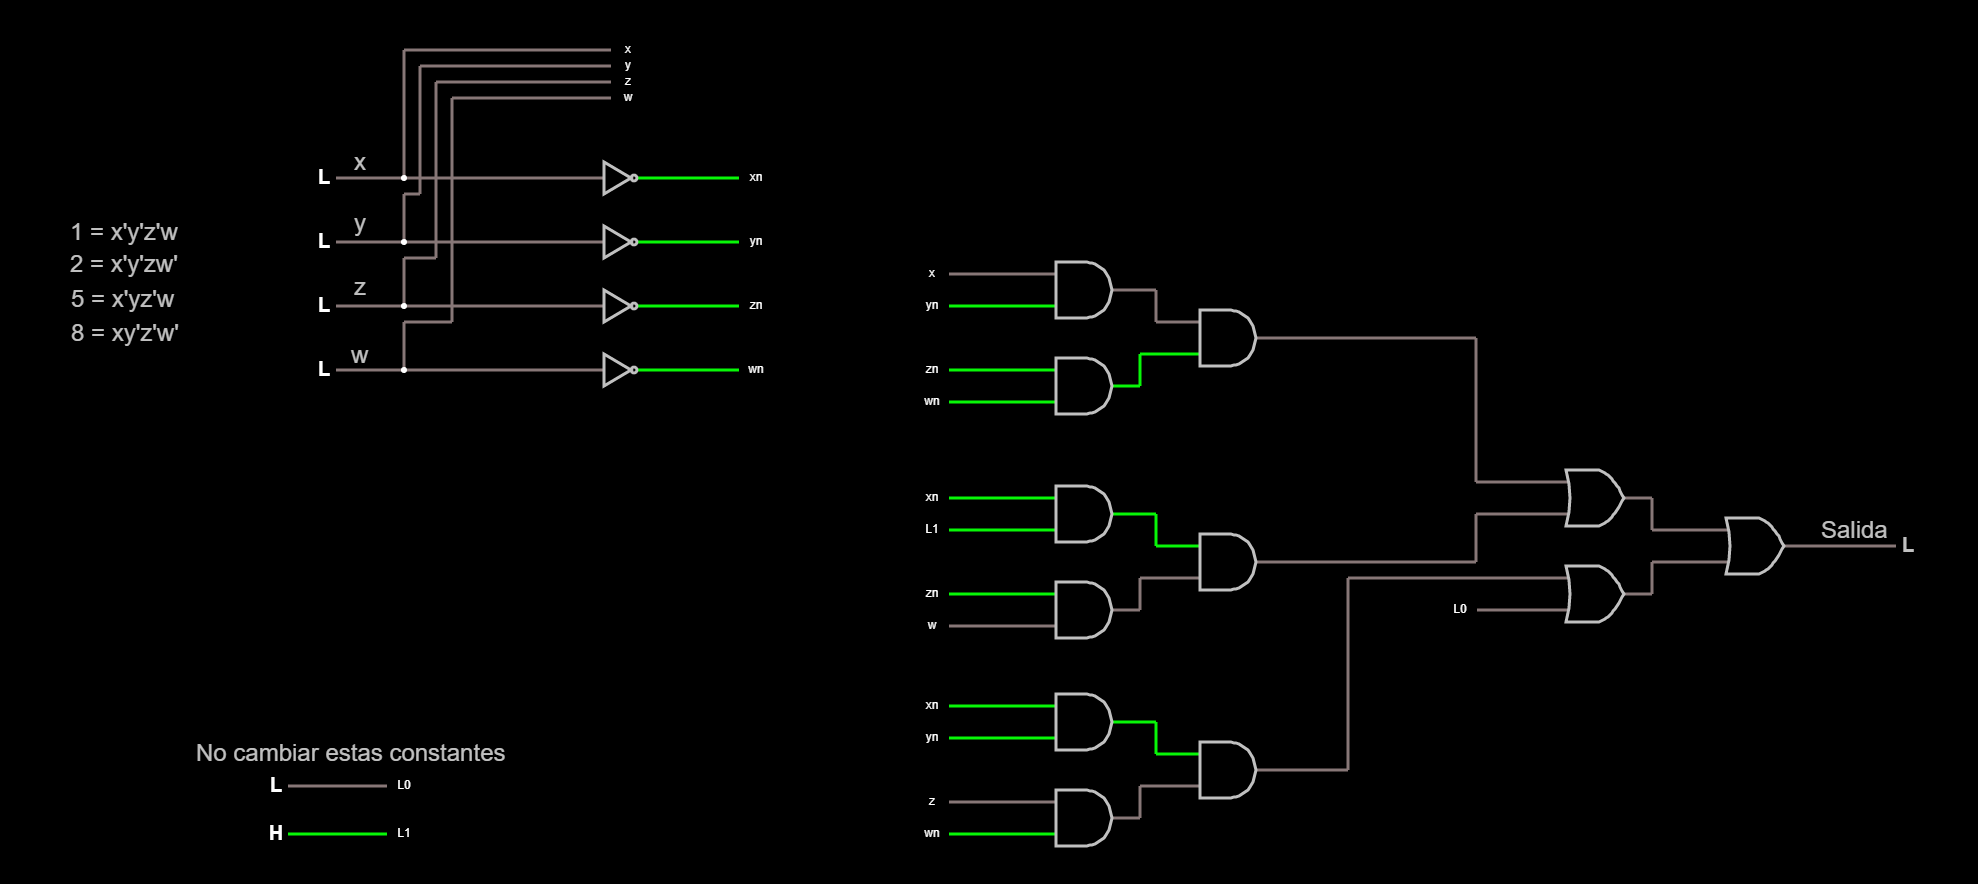 x
y
z
w
L x xn
L y yn
L z zn
L w wn
1 = x'y'z'w
2 = x'y'zw'
5 = x'yz'w
8 = xy'z'w'
x
yn
zn
wn
xn
L1
zn
w
xn
yn
z
wn
L0
Salida L
No cambiar estas constantes
L L0
H L1